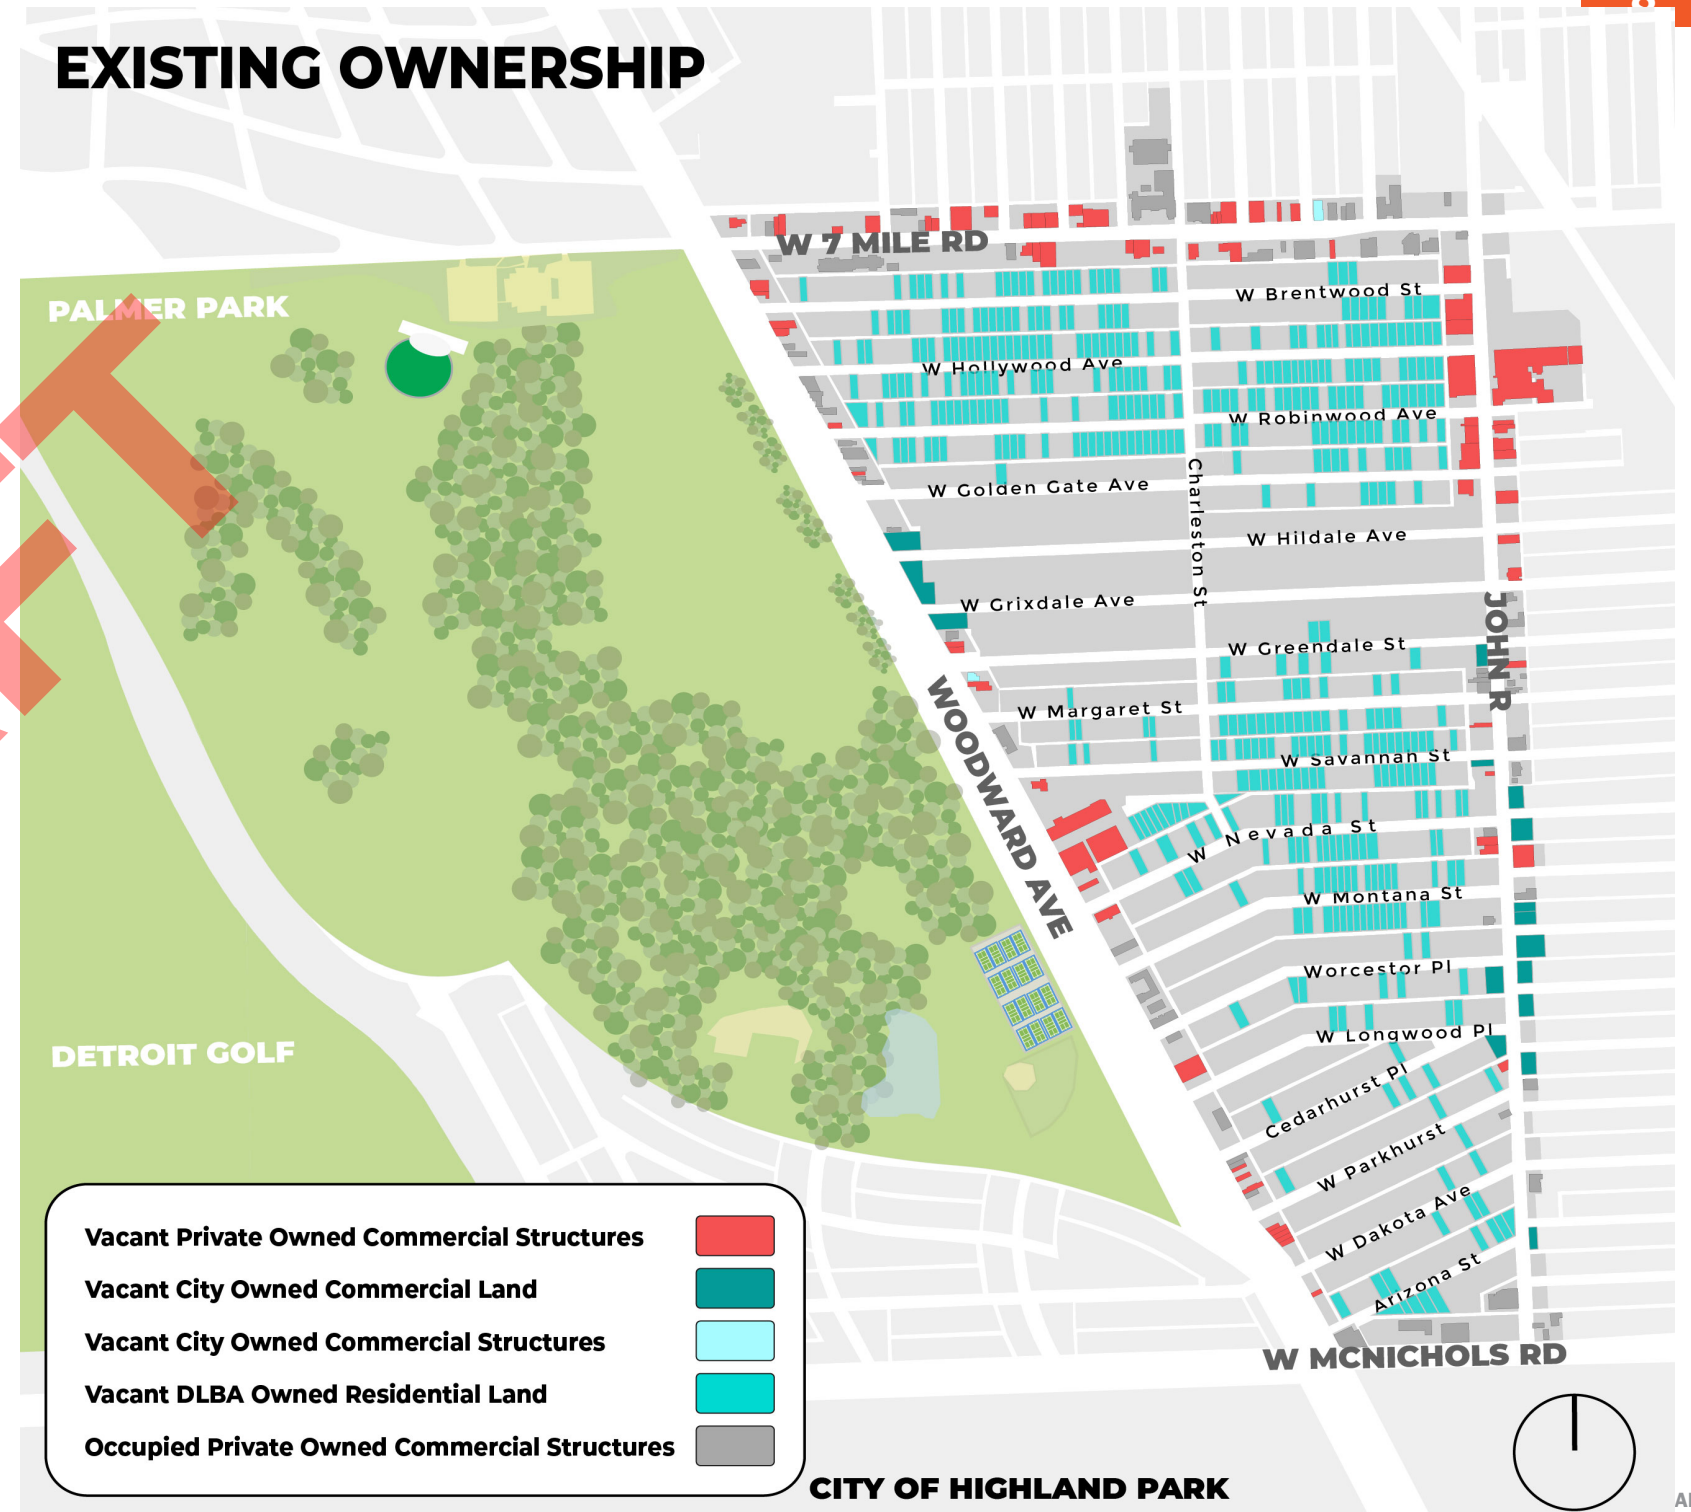 EXISTING OWNERSHIP
W 7 MILE RD
PALMER PARK
W Brentwood St
W Hollywood Ave
W Robinwood Ave
Charleston St
W Golden Gate Ave
W Hildale Ave
W Grixdale Ave
JOHN R
W Greendale St
WOODWARD AVE
W Margaret St
W Savannah St
W Nevada St
W Montana St
Worcestor Pl
W Longwood Pl
DETROIT GOLF
Cedarhurst Pl
W Parkhurst
W Dakota Ave
Arizona St
W MCNICHOLS RD
Vacant Private Owned Commercial Structures
Vacant City Owned Commercial Land
Vacant City Owned Commercial Structures
Vacant DLBA Owned Residential Land
Occupied Private Owned Commercial Structures
CITY OF HIGHLAND PARK